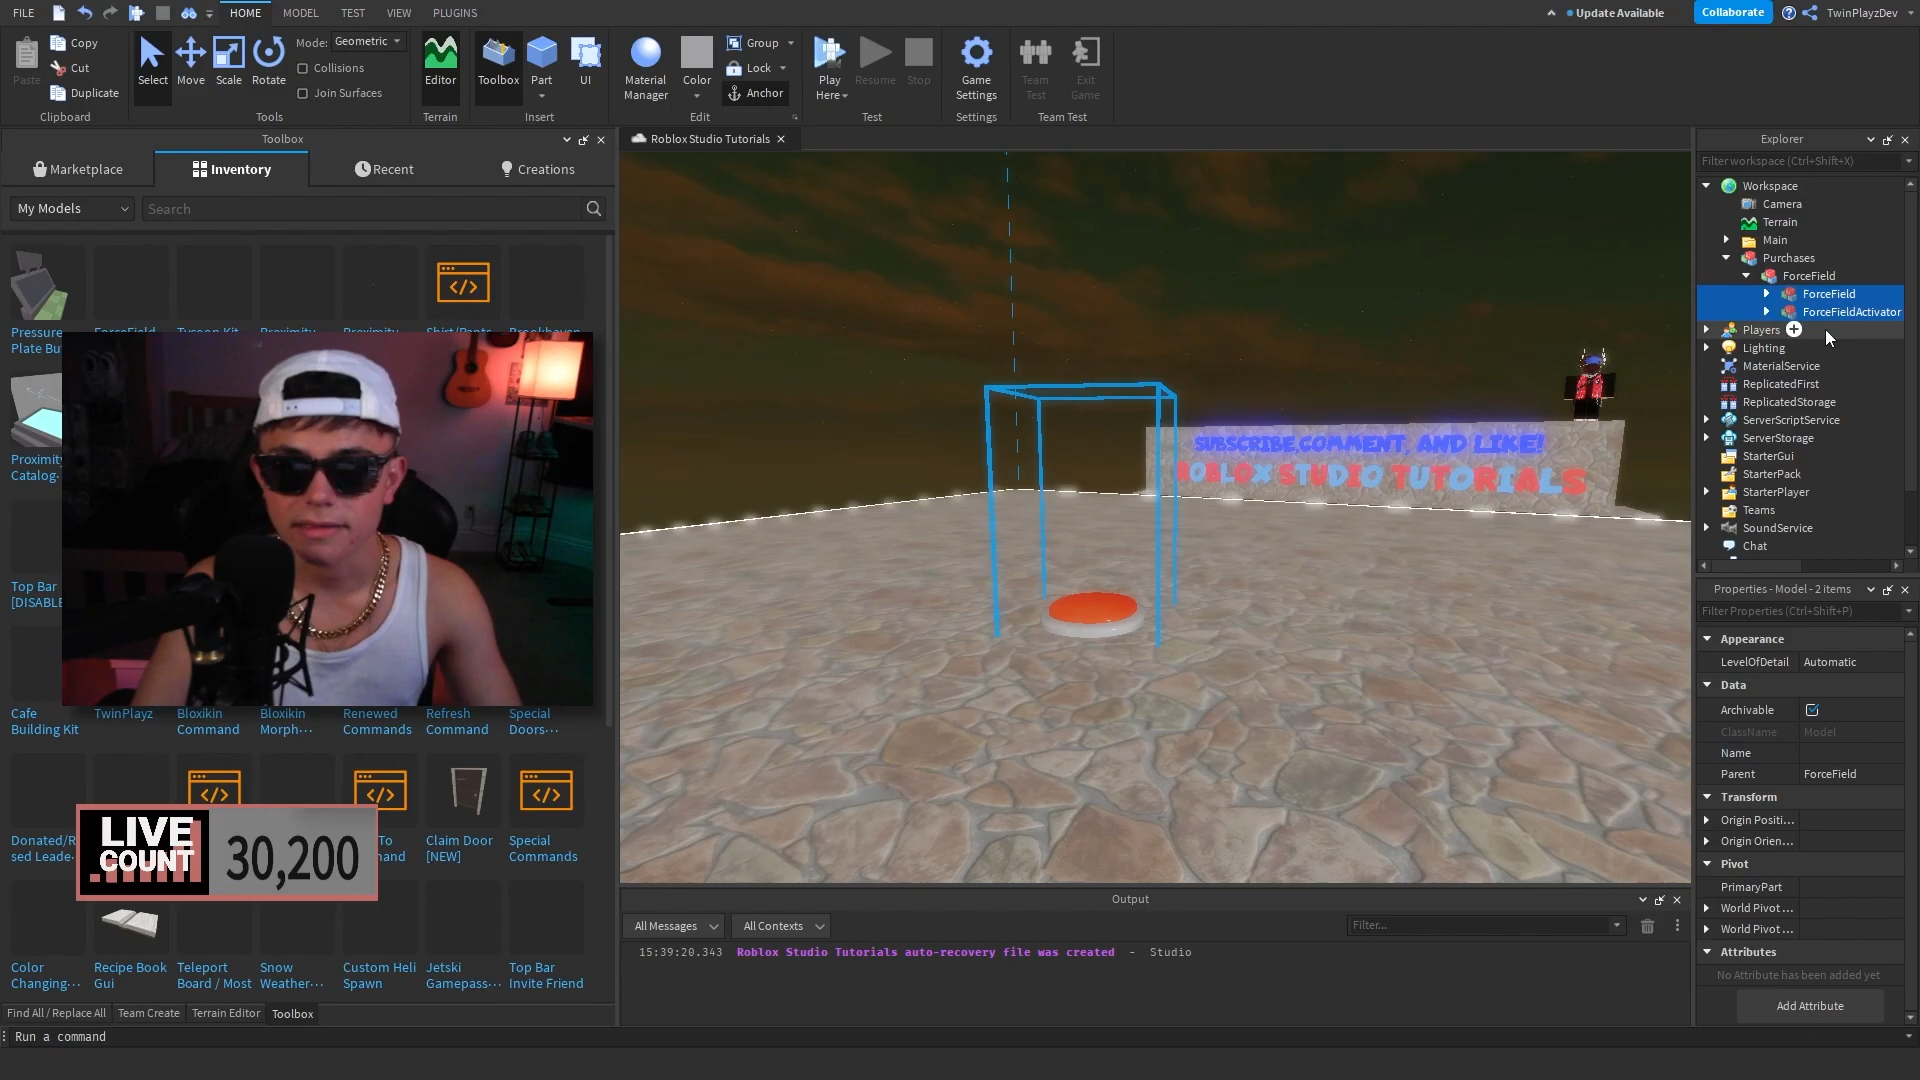 FILE HOME MODEL TEST VIEW PLUGINS Update Available Collaborate TwinPlayzDev
Paste Copy Cut Duplicate Clipboard
Select Move Scale Rotate Mode: Geometric Collisions Join Surfaces Tools
Editor Terrain
Toolbox Part UI Insert
Material Manager Color Group Lock Anchor Edit
Play Here Resume Stop Test
Game Settings Settings
Team Test Exit Game Team Test
Toolbox
Marketplace Inventory Recent Creations
My Models Search
Pressure Plate Bu
ForceField
Tycoon Kit
Proximity
Proximity
Shirt/Pants
Brookhaven
Proximity Catalog...
Top Bar [DISABLE
Cafe Building Kit
TwinPlayz
Bloxikin Command
Bloxikin Morph...
Renewed Commands
Refresh Command
Special Doors...
Donated/R sed Leade...
To mand
Claim Door [NEW]
Special Commands
LIVE COUNT 30,200
Color Changing...
Recipe Book Gui
Teleport Board / Most
Snow Weather...
Custom Heli Spawn
Jetski Gamepass...
Top Bar Invite Friend
Find All / Replace All Team Create Terrain Editor Toolbox
Run a command
Roblox Studio Tutorials
SUBSCRIBE,COMMENT, AND LIKE!
ROBLOX STUDIO TUTORIALS
Output
All Messages All Contexts Filter...
15:39:20.343 Roblox Studio Tutorials auto-recovery file was created - Studio
Explorer
Filter workspace (Ctrl+Shift+X)
Workspace
Camera
Terrain
Main
Purchases
ForceField
ForceField
ForceFieldActivator
Players
Lighting
MaterialService
ReplicatedFirst
ReplicatedStorage
ServerScriptService
ServerStorage
StarterGui
StarterPack
StarterPlayer
Teams
SoundService
Chat
Properties - Model - 2 items
Filter Properties (Ctrl+Shift+P)
Appearance
LevelOfDetail Automatic
Data
Archivable
ClassName Model
Name
Parent ForceField
Transform
Origin Positi...
Origin Orien...
Pivot
PrimaryPart
World Pivot ...
World Pivot ...
Attributes
No Attribute has been added yet
Add Attribute